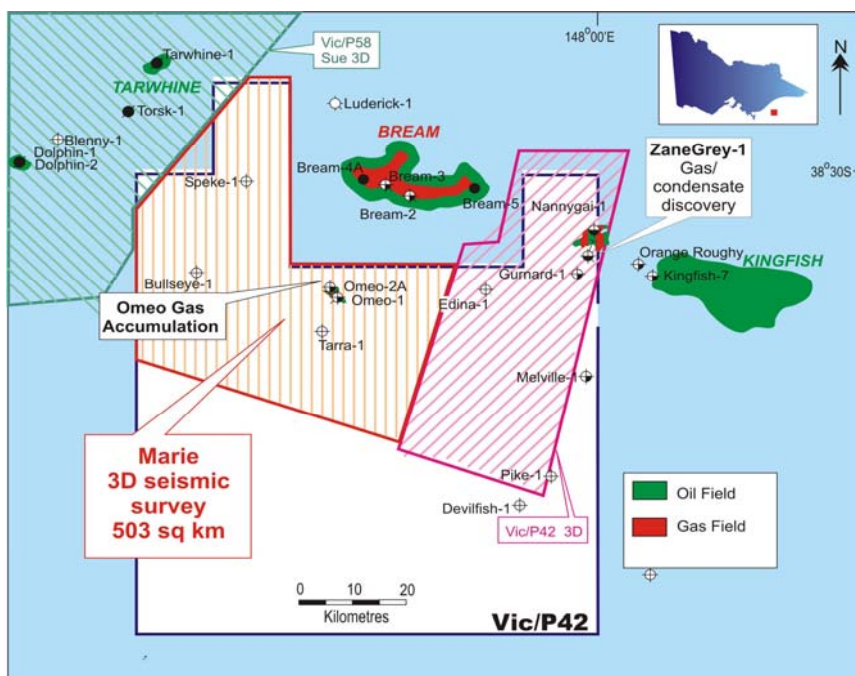 148°00'E
N
Vic/P58
Sue 3D
Tarwhine-1
TARWHINE
Torsk-1
Luderick-1
Blenny-1
Dolphin-1
Dolphin-2
BREAM
ZaneGrey-1
Gas/
condensate
discovery
38°30S
Speke-1
Bream-4A
Bream-3
Bream-2
Bream-5
Nannygai-1
Orange Roughy
KINGFISH
Kingfish-7
Gurnard-1
Bullseye-1
Omeo-2A
Omeo-1
Edina-1
Omeo Gas
Accumulation
Tarra-1
Melville-1
Marie
3D seismic
survey
503 sq km
Pike-1
Devilfish-1
Vic/P42 3D
Oil Field
Gas Field
0 10 20
Kilometres
Vic/P42